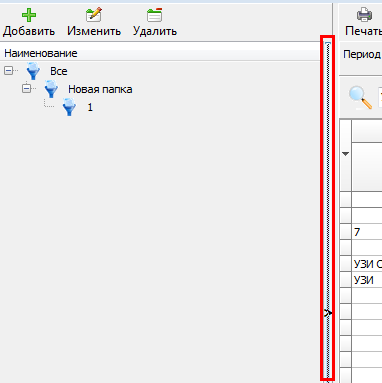 Добавить Изменить Удалить Печать
Период
Наименование
Все
Новая папка
1
7
УЗИ
УЗИ